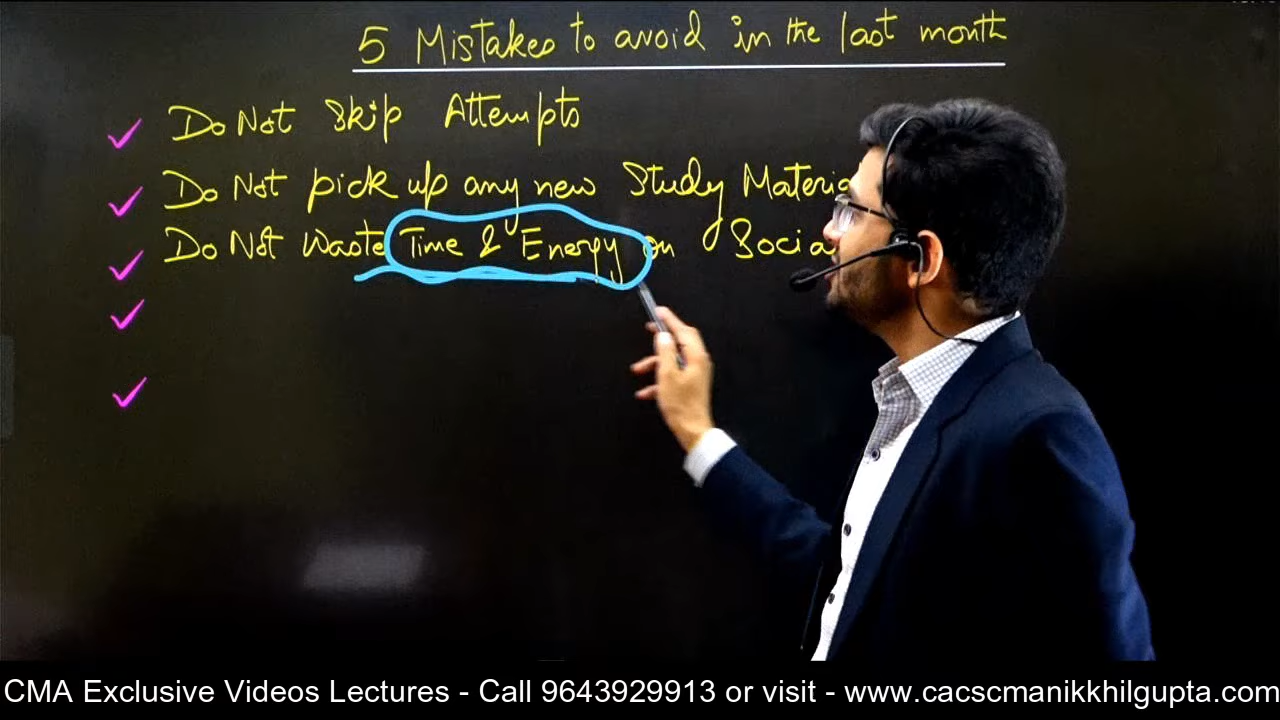 5 Mistakes to avoid in the last month
Do Not Skip Attempts
Do Not pick up any new Study Materia
Do Not Waste Time & Energy on Socia
CMA Exclusive Videos Lectures - Call 9643929913 or visit - www.cacscmanikkhilgupta.com